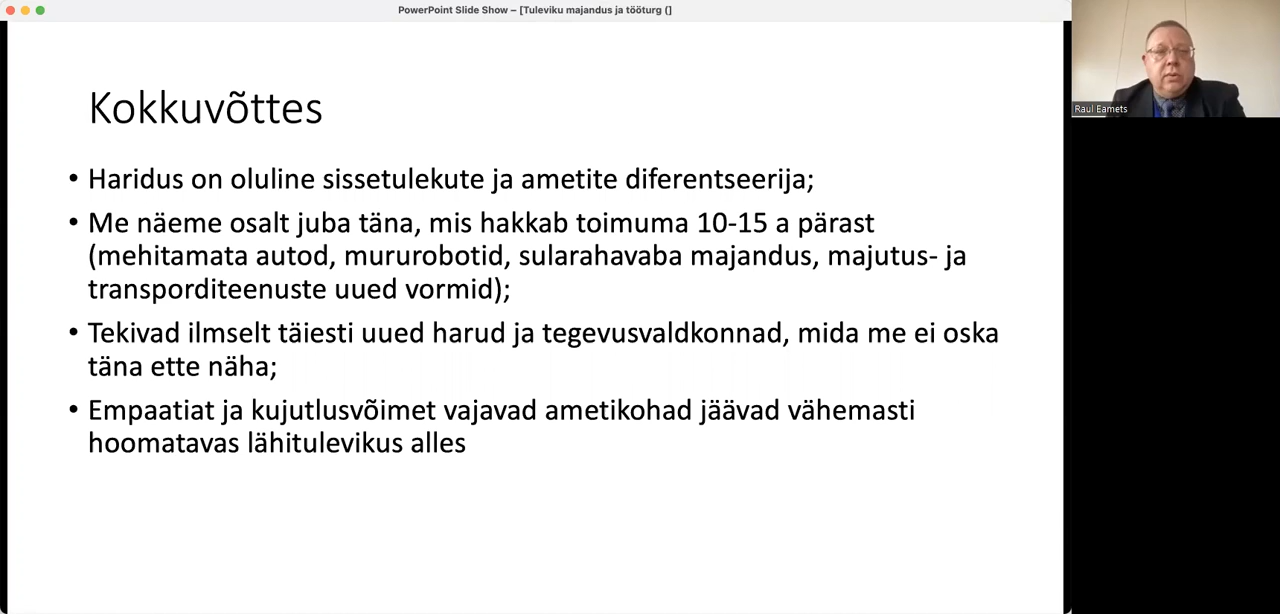 PowerPoint Slide Show – [Tuleviku majandus ja tööturg (]
Raul Eamets
Kokkuvõttes
• Haridus on oluline sissetulekute ja ametite diferentseerija;
• Me näeme osalt juba täna, mis hakkab toimuma 10-15 a pärast
(mehitamata autod, mururobotid, sularahavaba majandus, majutus- ja
transporditeenuste uued vormid);
• Tekivad ilmselt täiesti uued harud ja tegevusvaldkonnad, mida me ei oska
täna ette näha;
• Empaatiat ja kujutlusvõimet vajavad ametikohad jäävad vähemasti
hoomatavas lähitulevikus alles